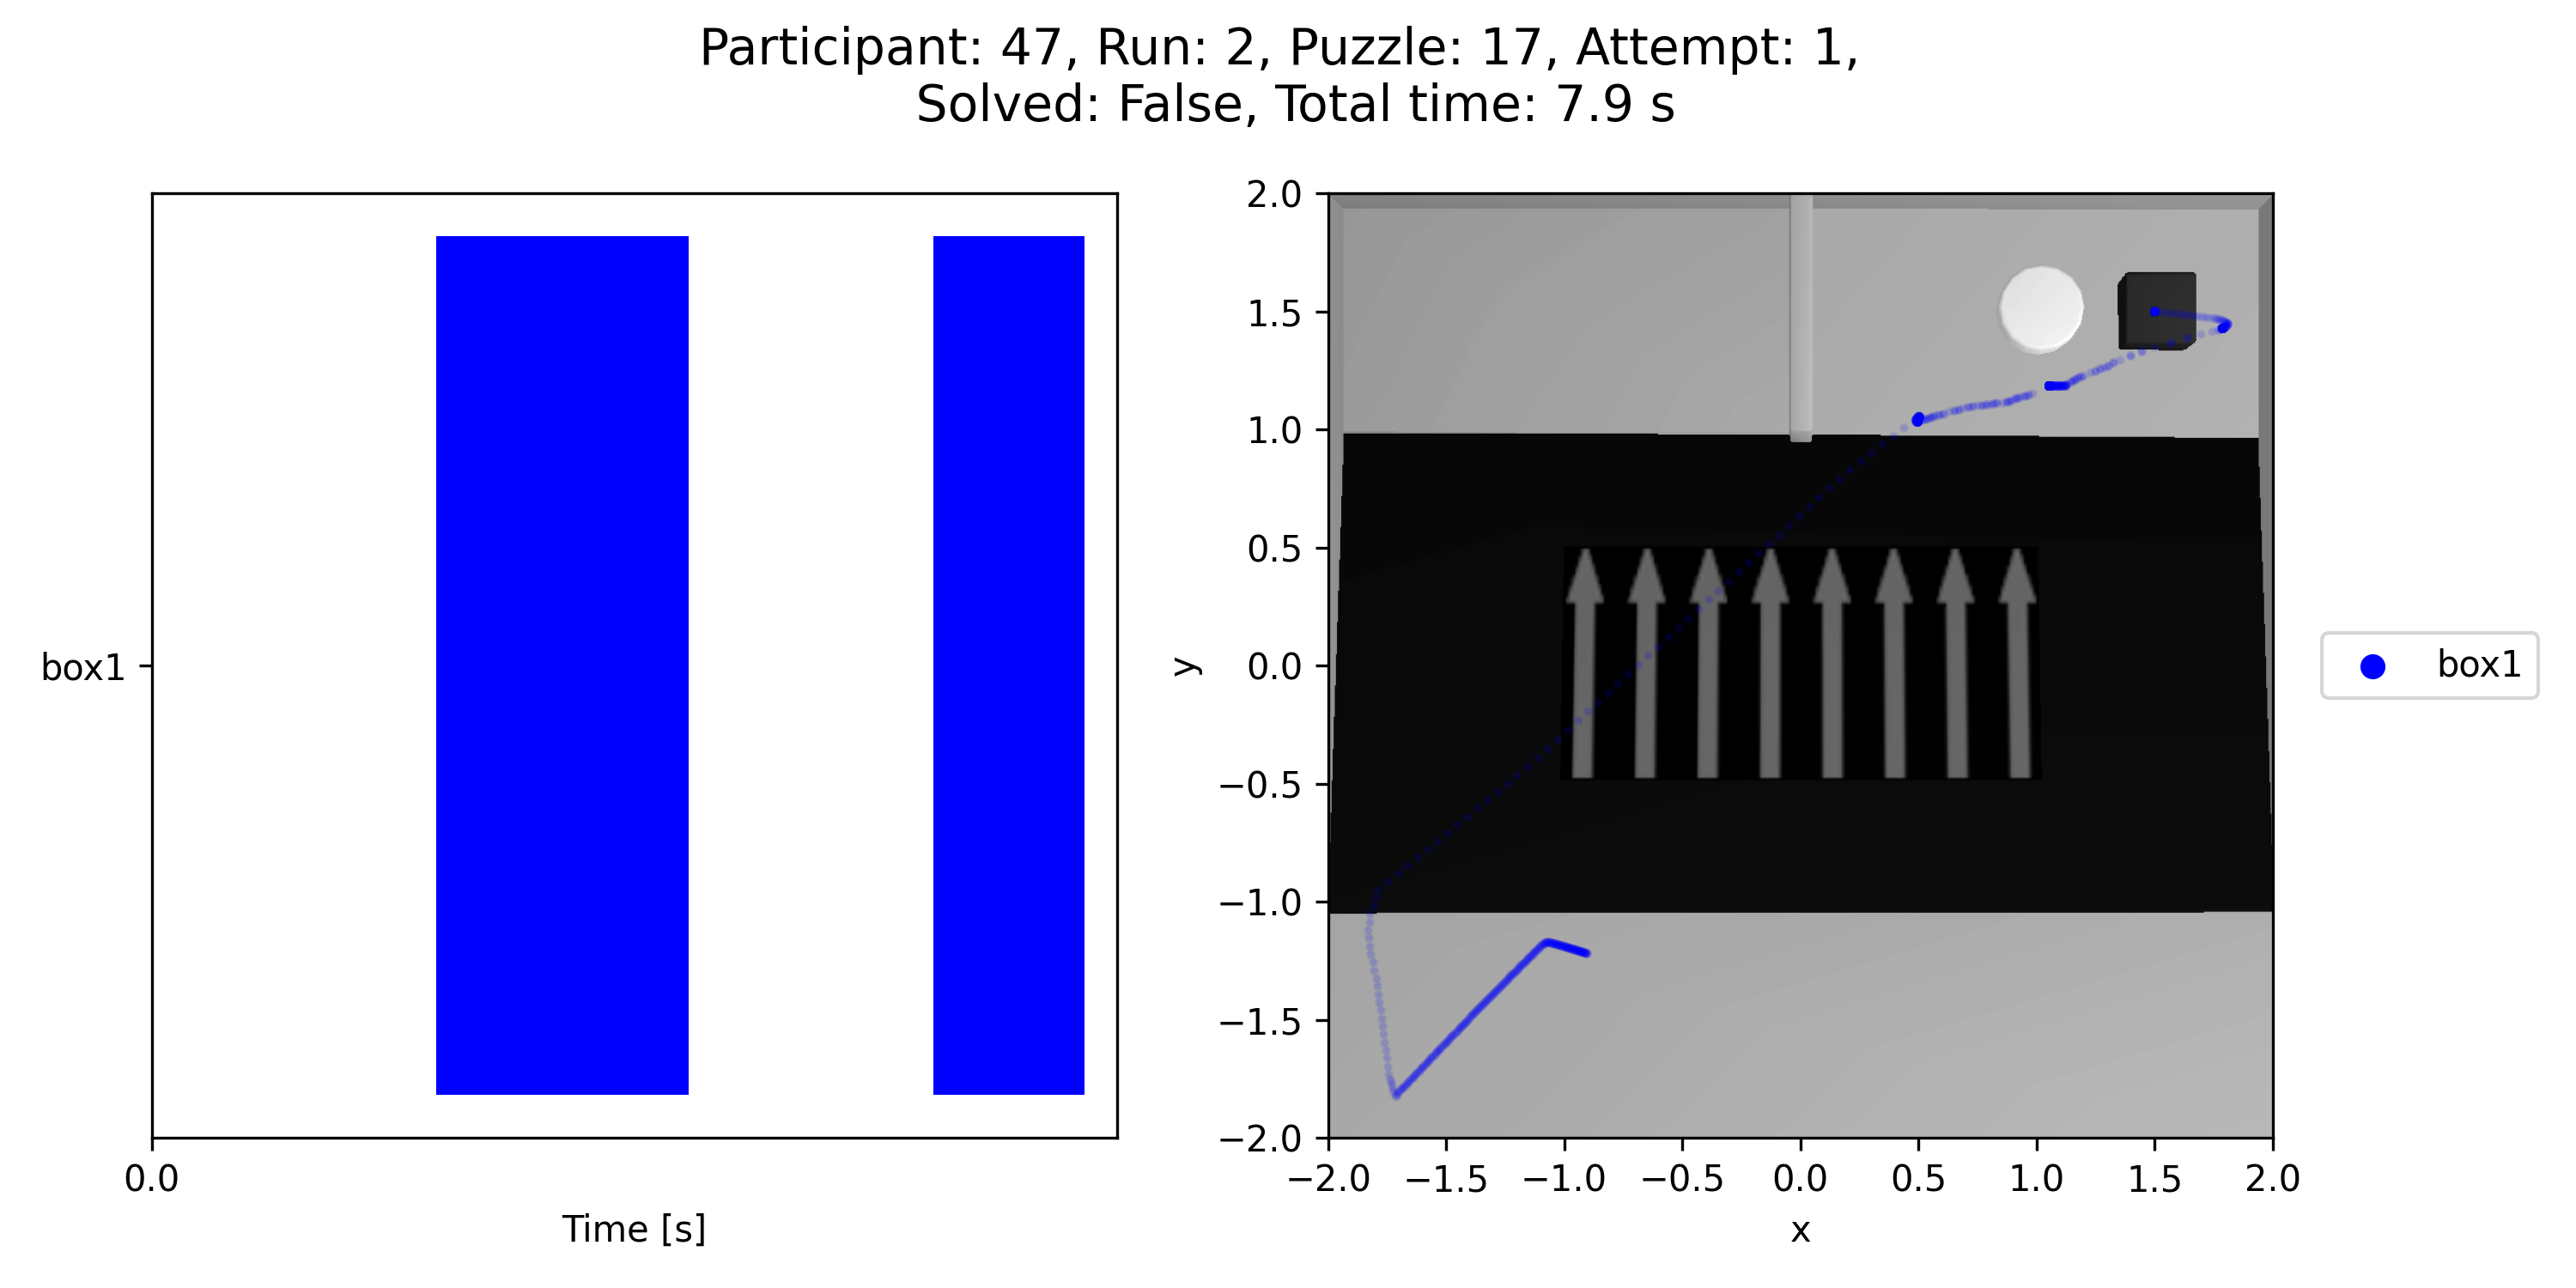 Participant: 47, Run: 2, Puzzle: 17, Attempt: 1,
Solved: False, Total time: 7.9 s
box1
0.0
Time [s]
2.0
1.5
1.0
0.5
0.0
−0.5
−1.0
−1.5
−2.0
y
−2.0 −1.5 −1.0 −0.5 0.0 0.5 1.0 1.5 2.0
x
box1